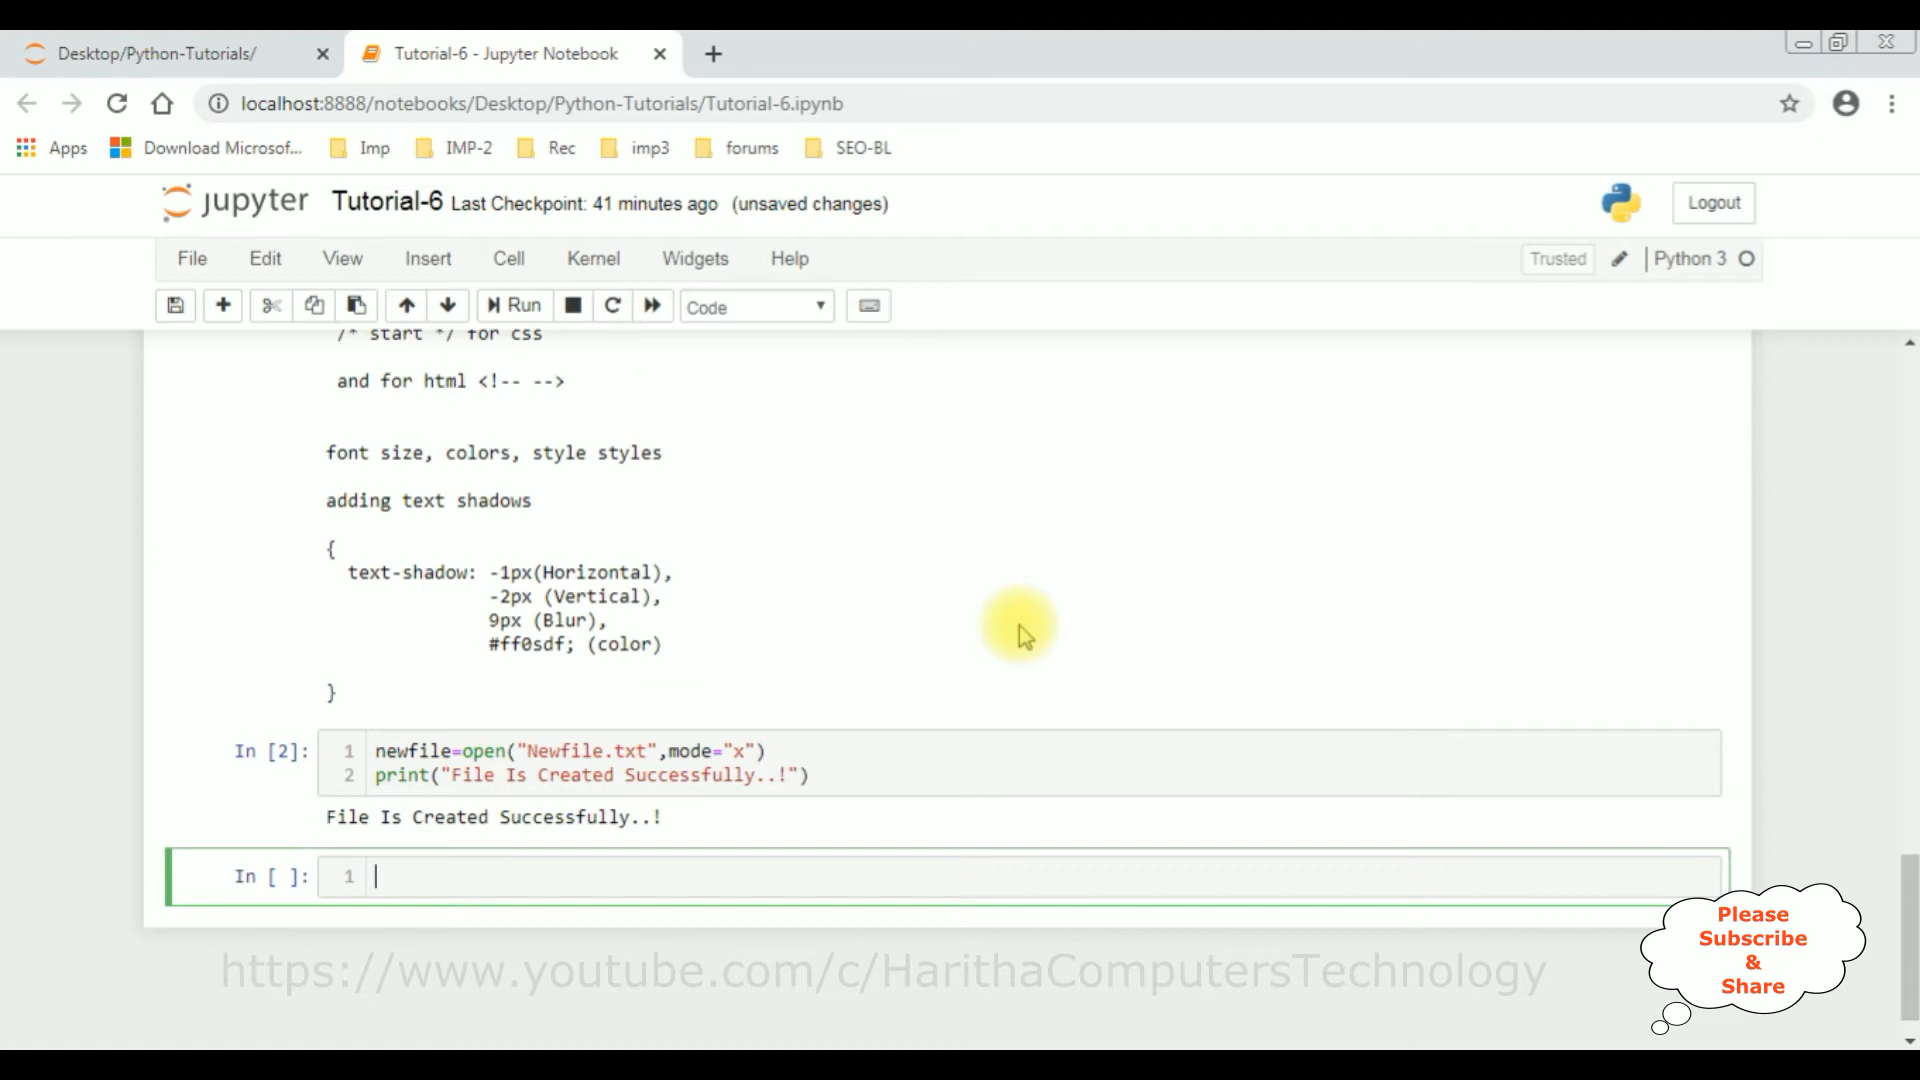 Desktop/Python-Tutorials/
Tutorial-6 - Jupyter Notebook
localhost:8888/notebooks/Desktop/Python-Tutorials/Tutorial-6.ipynb
Apps Download Microsof... Imp IMP-2 Rec imp3 forums SEO-BL
jupyter Tutorial-6 Last Checkpoint: 41 minutes ago (unsaved changes) Logout
File Edit View Insert Cell Kernel Widgets Help Trusted Python 3
Run Code
/* start */ for css
and for html <!-- -->
font size, colors, style styles
adding text shadows
{
text-shadow: -1px(Horizontal),
-2px (Vertical),
9px (Blur),
#ff0sdf; (color)
}
In [2]: 1 newfile=open("Newfile.txt",mode="x")
2 print("File Is Created Successfully..!")
File Is Created Successfully..!
In [ ]: 1
Please
Subscribe
&
Share
https://www.youtube.com/c/HarithaComputersTechnology